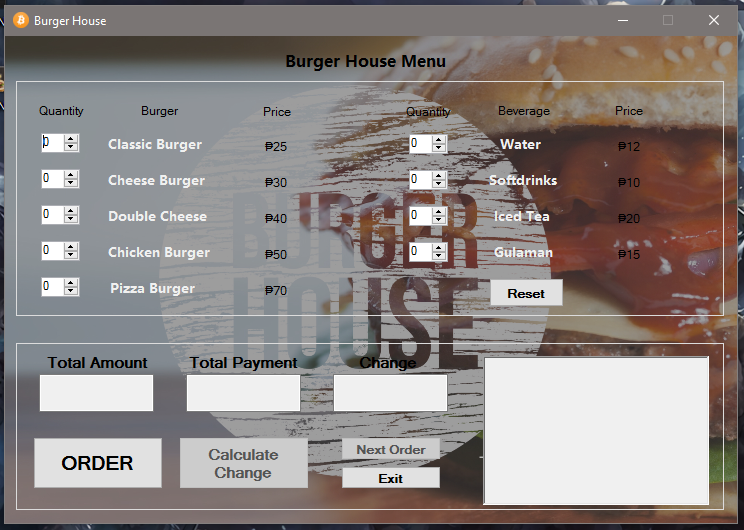 Burger House
Burger House Menu
Quantity Burger Price Quantity Beverage Price
0 Classic Burger ₱25 0 Water ₱12
0 Cheese Burger ₱30 0 Softdrinks ₱10
0 Double Cheese ₱40 0 Iced Tea ₱20
0 Chicken Burger ₱50 0 Gulaman ₱15
0 Pizza Burger ₱70 Reset
BURGER
HOUSE
Total Amount Total Payment Change
ORDER Calculate Change Next Order
Exit